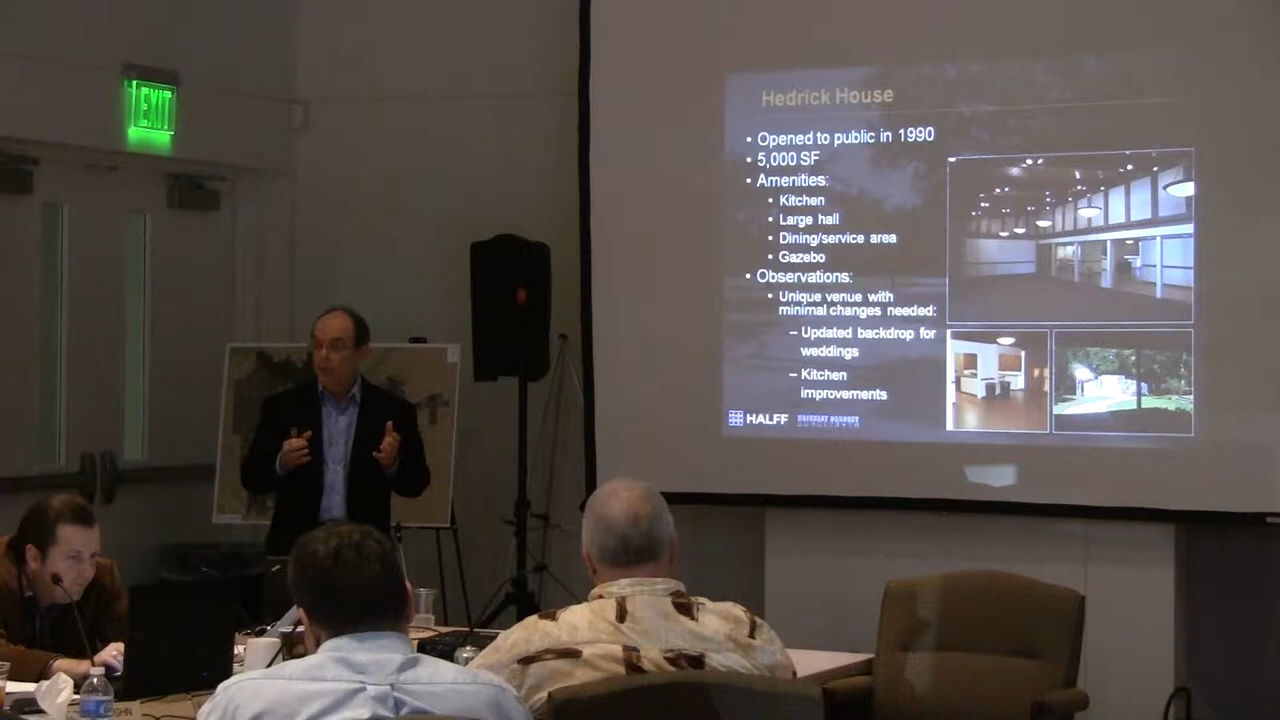 EXIT
Hedrick House
• Opened to public in 1990
• 5,000 SF
• Amenities:
• Kitchen
• Large hall
• Dining/service area
• Gazebo
• Observations:
• Unique venue with
minimal changes needed:
– Updated backdrop for
weddings
– Kitchen
improvements
HALFF